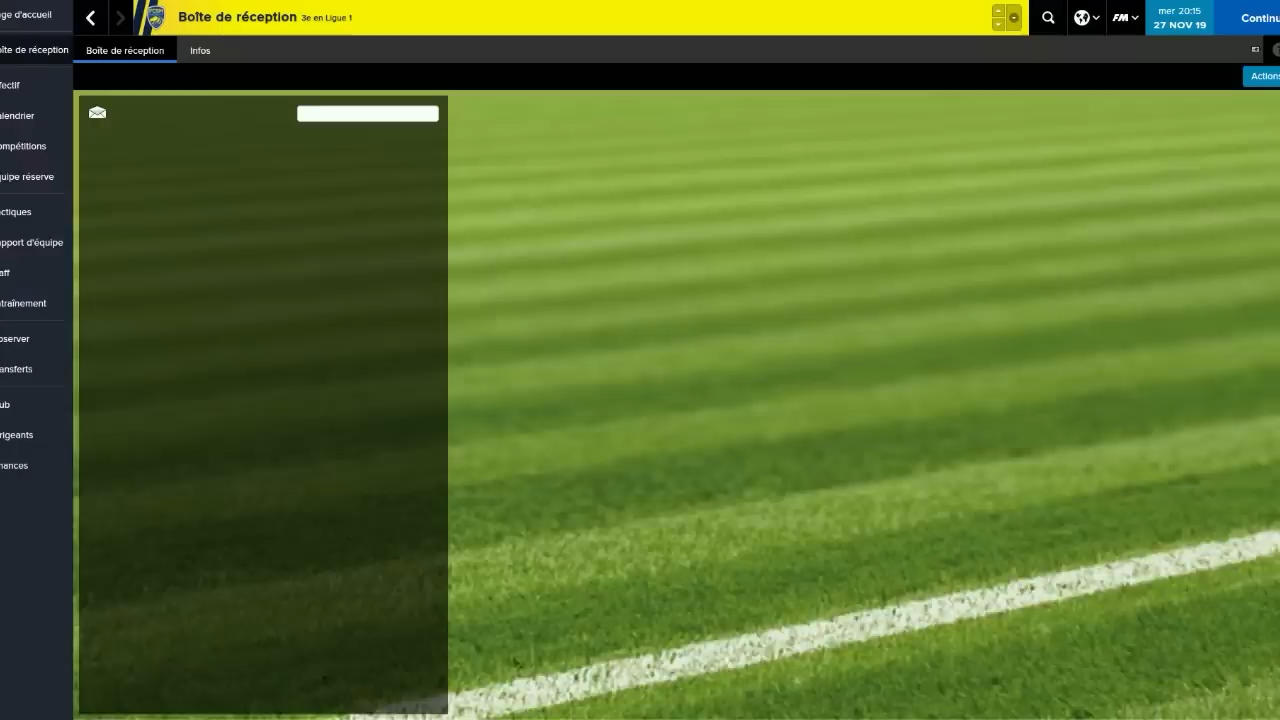 ge d'accueil
Boîte de réception 3e en Ligue 1
FM
mer 20:15
27 NOV 19
Continu
oîte de réception
Boîte de réception
Infos
Actions
fectif
alendrier
ompétitions
quipe réserve
ctiques
pport d'équipe
aff
traînement
bserver
ansferts
ub
rigeants
nances